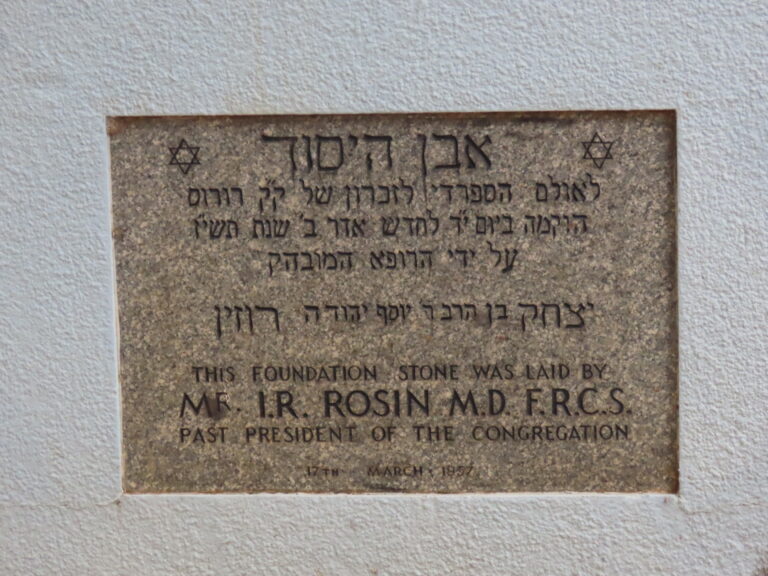 אבן היסוד
לאולם הספרדי לזכרון של ק״ק רודוס
הוקמה ביום י״ד לחדש אדר ב׳ שנת תשי״ז
על ידי הרופא המובהק
יצחק בן הרב ר׳ יוסף יהודה רוזין
THIS FOUNDATION STONE WAS LAID BY
MR. I.R. ROSIN M.D. F.R.C.S.
PAST PRESIDENT OF THE CONGREGATION
17TH MARCH 1957